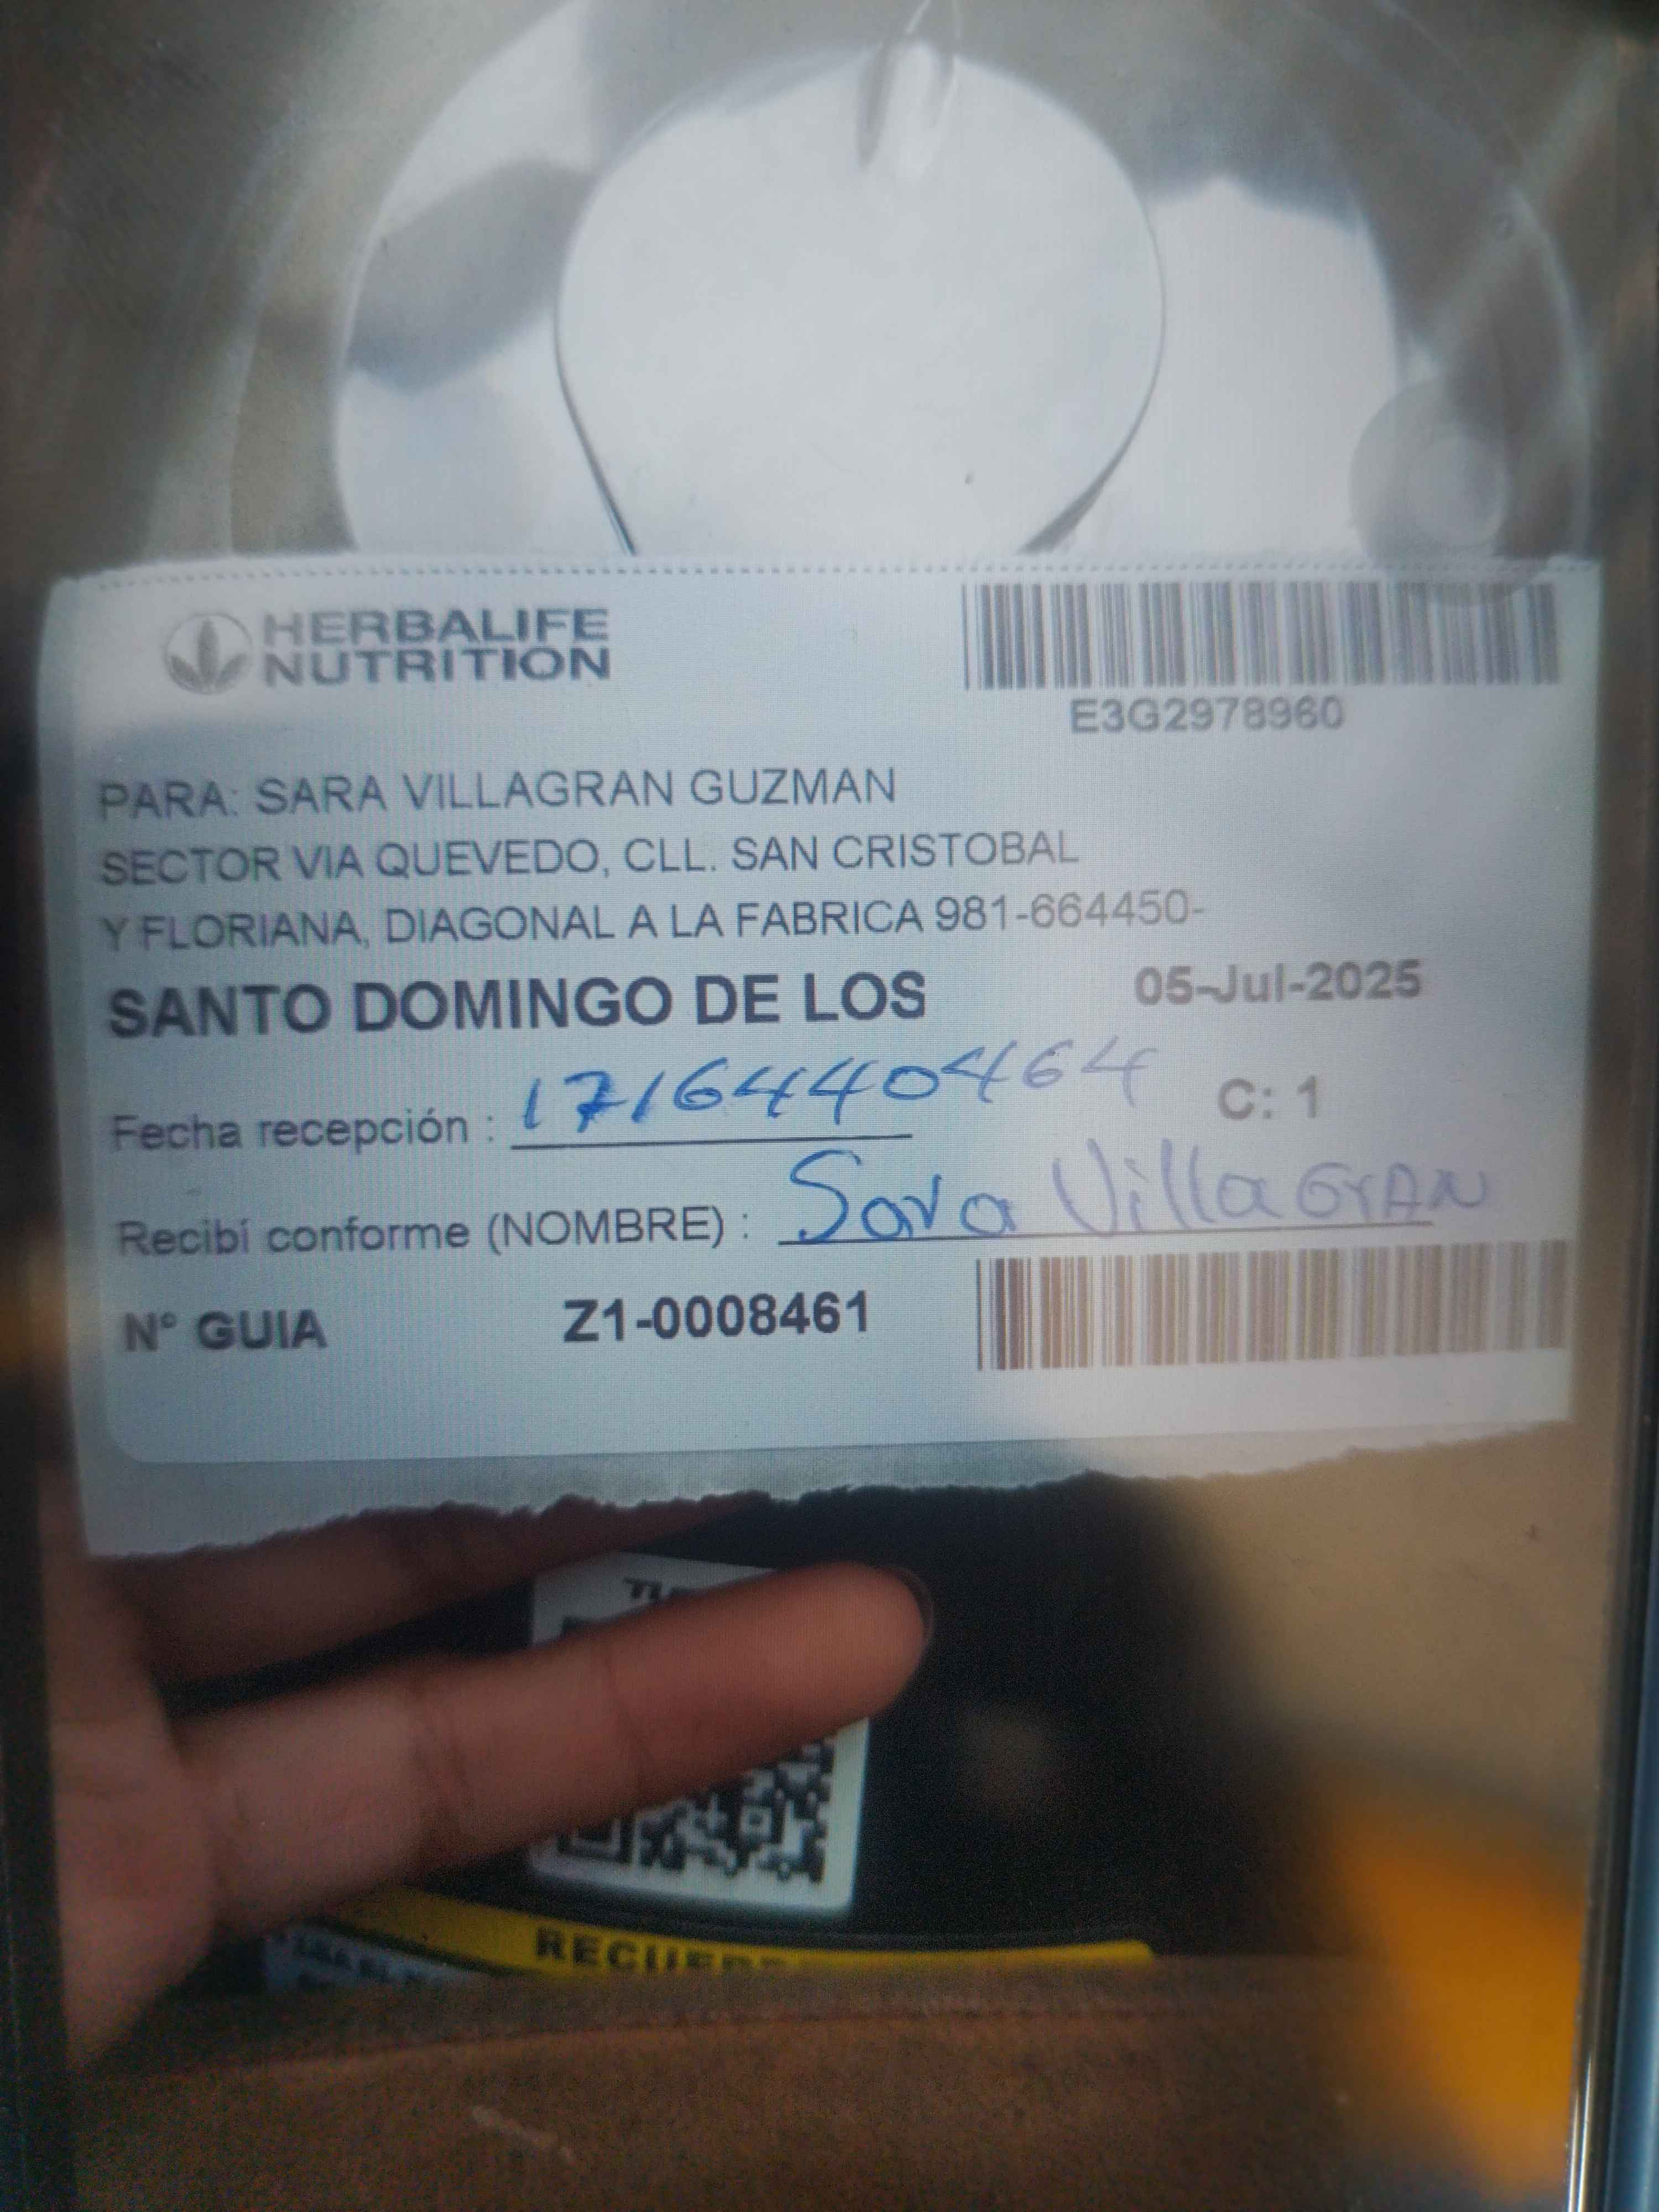 HERBALIFE
NUTRITION
E3G2978960
PARA: SARA VILLAGRAN GUZMAN
SECTOR VIA QUEVEDO, CLL. SAN CRISTOBAL
Y FLORIANA, DIAGONAL A LA FABRICA 981-664450-
SANTO DOMINGO DE LOS 05-Jul-2025
Fecha recepción : 1716440464 C: 1
Recibí conforme (NOMBRE) : Sara VillaGrAN
N° GUIA Z1-0008461